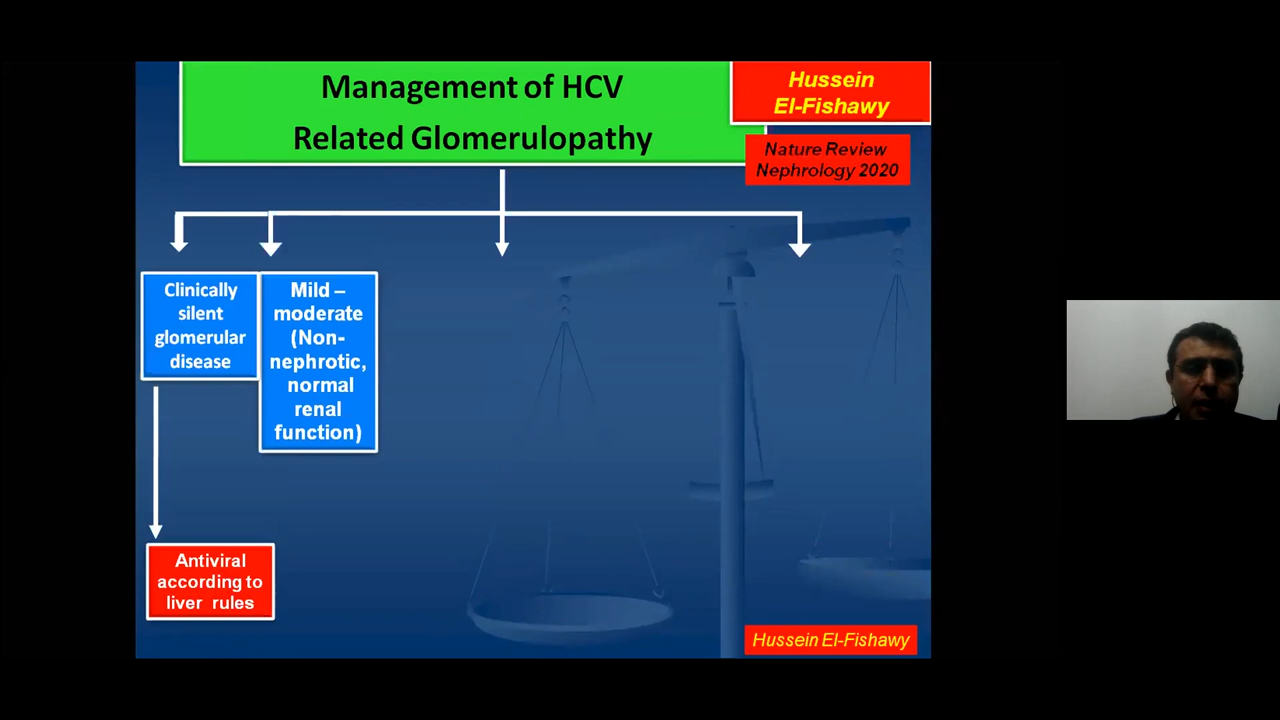 Management of HCV
Related Glomerulopathy
Hussein
El-Fishawy
Nature Review
Nephrology 2020
Clinically
silent
glomerular
disease
Mild –
moderate
(Non-
nephrotic,
normal
renal
function)
Antiviral
according to
liver rules
Hussein El-Fishawy